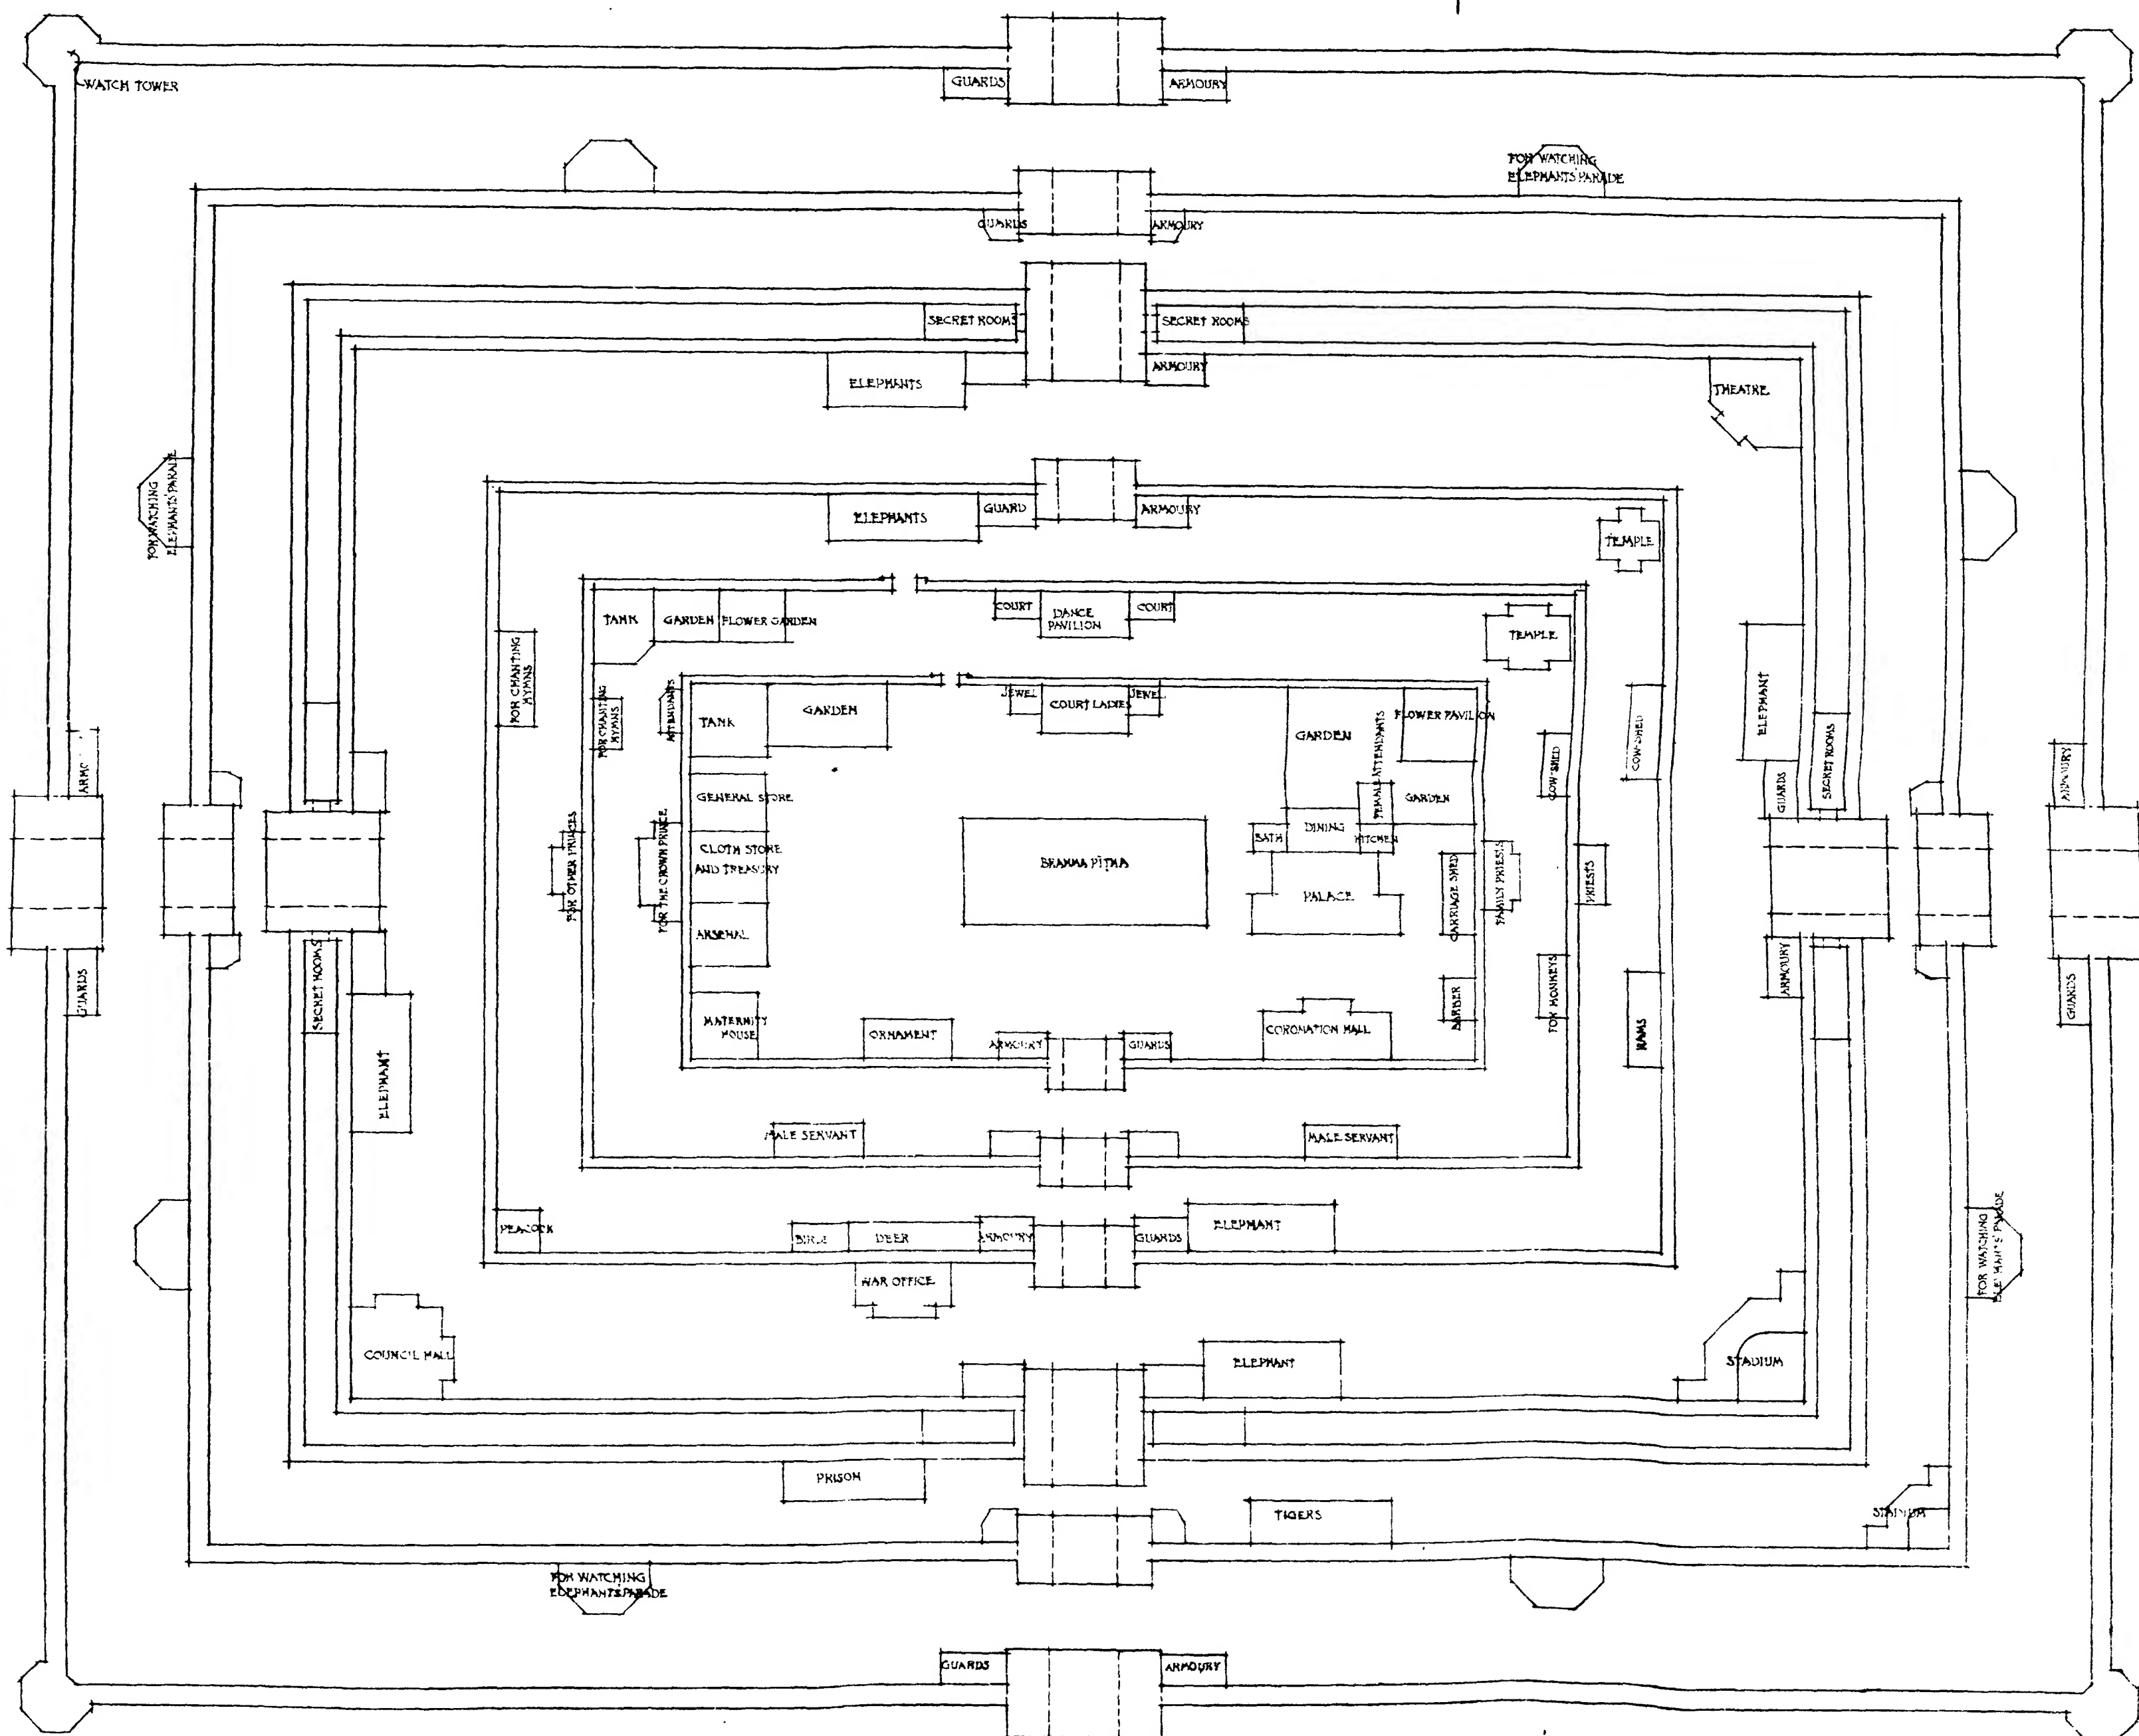 WATCH TOWER
GUARDS
ARMOURY
FOR WATCHING
ELEPHANTS' PARADE
GUARDS
ARMOURY
SECRET ROOMS
SECRET ROOMS
ELEPHANTS
ARMOURY
THEATRE
FOR WATCHING
ELEPHANTS' PARADE
ELEPHANTS
GUARD
ARMOURY
TEMPLE
TANK
GARDEN
FLOWER GARDEN
COURT
DANCE
PAVILION
COURT
TEMPLE
FOR CHANTING
HYMNS
FOR CHANTING
HYMNS
ATTENDANTS
TANK
GARDEN
JEWEL
COURT LADIES
JEWEL
GARDEN
FEMALE ATTENDANTS
FLOWER PAVILION
COW-SHED
COW-SHED
ELEPHANT
GUARDS
SECRET ROOMS
ARMOURY
GENERAL STORE
CLOTH STORE
AND TREASURY
ARSENAL
FOR OTHER PRINCES
FOR THE CROWN PRINCE
BRAHMA PĪTHA
BATH
DINING
KITCHEN
GARDEN
PALACE
CARRIAGE SHED
FAMILY PRIESTS
PRIESTS
GUARDS
SECRET ROOMS
ELEPHANT
MATERNITY
HOUSE
ORNAMENT
ARMOURY
GUARDS
CORONATION HALL
BARBER
FOR MONKEYS
RAMS
ARMOURY
GUARDS
MALE SERVANT
MALE SERVANT
PEACOCK
DEER
ARMOURY
GUARDS
ELEPHANT
WAR OFFICE
FOR WATCHING
ELEPHANTS' PARADE
COUNCIL HALL
ELEPHANT
STADIUM
PRISON
TIGERS
STADIUM
FOR WATCHING
ELEPHANTS' PARADE
GUARDS
ARMOURY